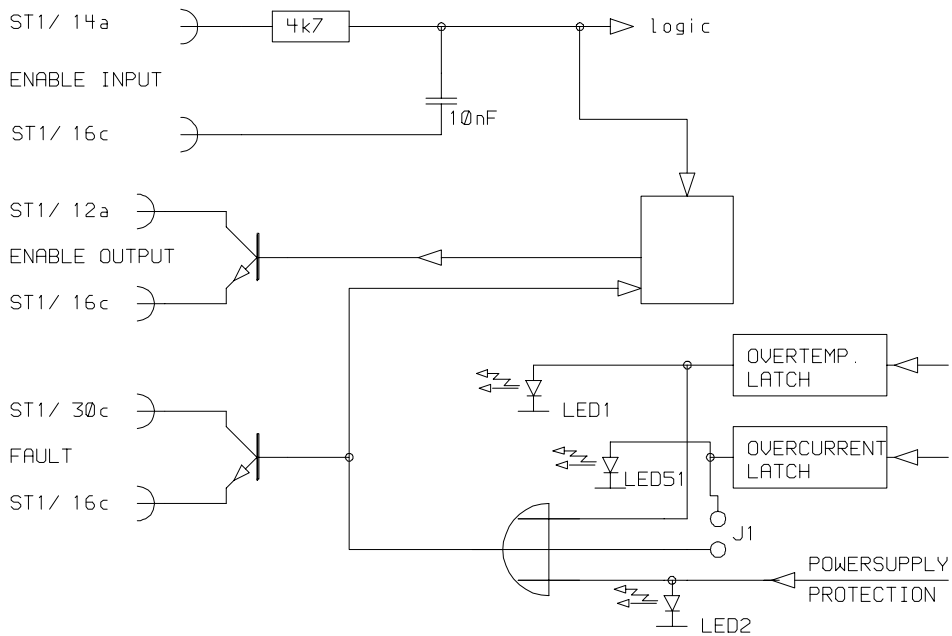 ST1/ 14a
4k7
logic
ENABLE INPUT
10nF
ST1/ 16c
ST1/ 12a
ENABLE OUTPUT
ST1/ 16c
OVERTEMP.
LATCH
LED1
ST1/ 30c
FAULT
OVERCURRENT
LATCH
LED51
ST1/ 16c
J1
POWERSUPPLY
PROTECTION
LED2